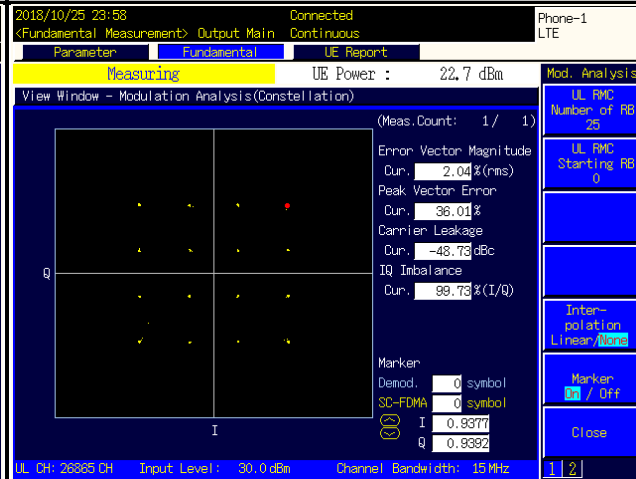 2018/10/25 23:58 Connected Phone-1
<Fundamental Measurement> Output Main Continuous LTE
Parameter Fundamental UE Report
Measuring UE Power : 22.7 dBm Mod. Analysis
View Window - Modulation Analysis(Constellation)
(Meas.Count: 1/ 1)
Error Vector Magnitude
Cur. 2.04 %(rms)
Peak Vector Error
Cur. 36.01 %
Carrier Leakage
Cur. -48.73 dBc
IQ Imbalance
Cur. 99.73 %(I/Q)
Marker
Demod. 0 symbol
SC-FDMA 0 symbol
I 0.9377
Q 0.9392
Q
I
UL RMC
Number of RB
25
UL RMC
Starting RB
0
Inter-
polation
Linear/None
Marker
On / Off
Close
1 2
UL CH: 26865 CH Input Level: 30.0 dBm Channel Bandwidth: 15 MHz